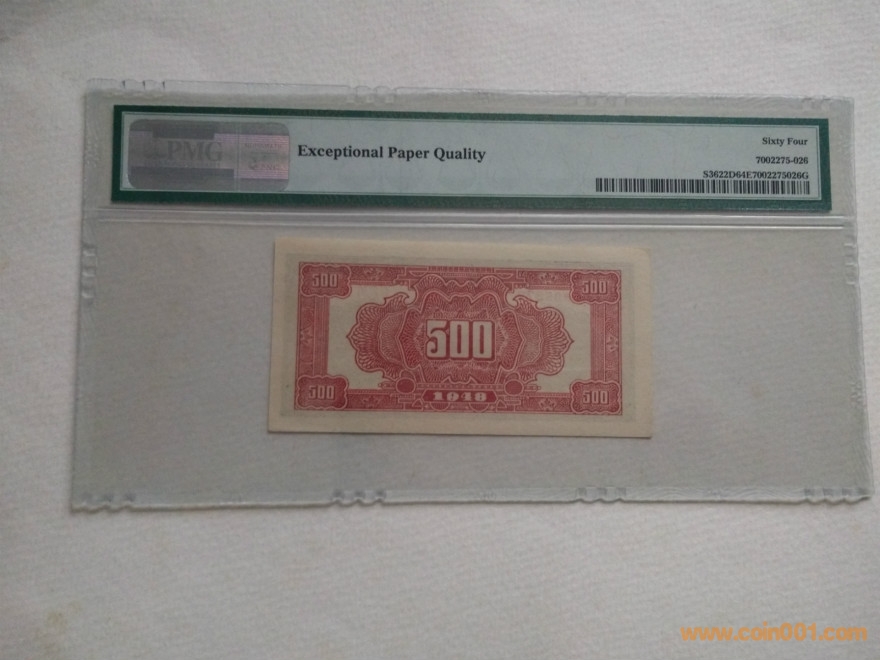 PMG
Exceptional Paper Quality
Sixty Four
7002275-026
S3622D64E7002275026G
500 500
500
500 500
1948
www.coin001.com